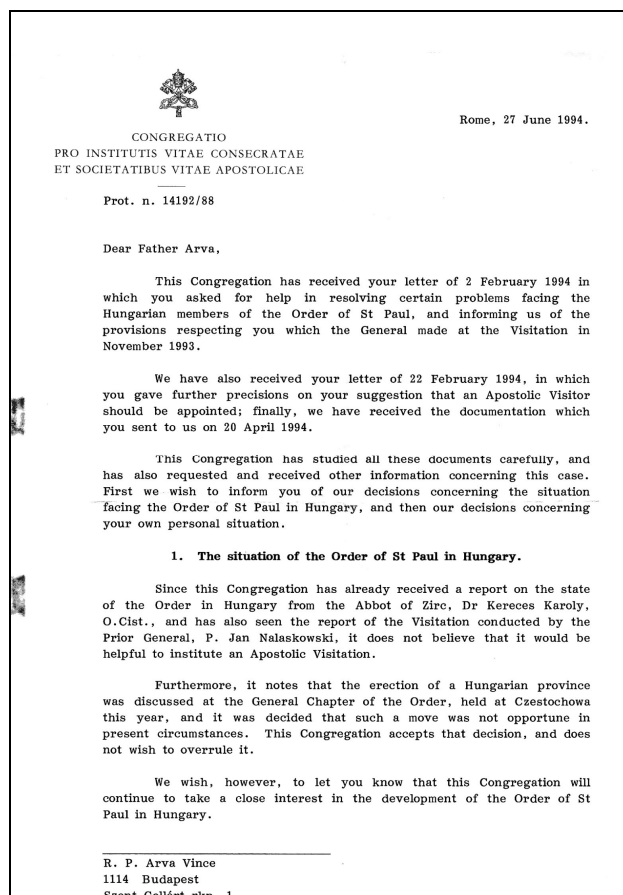 Rome, 27 June 1994.
CONGREGATIO
PRO INSTITUTIS VITAE CONSECRATAE
ET SOCIETATIBUS VITAE APOSTOLICAE
Prot. n. 14192/88
Dear Father Arva,
This Congregation has received your letter of 2 February 1994 in
which you asked for help in resolving certain problems facing the
Hungarian members of the Order of St Paul, and informing us of the
provisions respecting you which the General made at the Visitation in
November 1993.
We have also received your letter of 22 February 1994, in which
you gave further precisions on your suggestion that an Apostolic Visitor
should be appointed; finally, we have received the documentation which
you sent to us on 20 April 1994.
This Congregation has studied all these documents carefully, and
has also requested and received other information concerning this case.
First we wish to inform you of our decisions concerning the situation
facing the Order of St Paul in Hungary, and then our decisions concerning
your own personal situation.
1. The situation of the Order of St Paul in Hungary.
Since this Congregation has already received a report on the state
of the Order in Hungary from the Abbot of Zirc, Dr Kereces Karoly,
O.Cist., and has also seen the report of the Visitation conducted by the
Prior General, P. Jan Nalaskowski, it does not believe that it would be
helpful to institute an Apostolic Visitation.
Furthermore, it notes that the erection of a Hungarian province
was discussed at the General Chapter of the Order, held at Czestochowa
this year, and it was decided that such a move was not opportune in
present circumstances. This Congregation accepts that decision, and does
not wish to overrule it.
We wish, however, to let you know that this Congregation will
continue to take a close interest in the development of the Order of St
Paul in Hungary.
R. P. Arva Vince
1114 Budapest
Szent Gellért rkp. 1